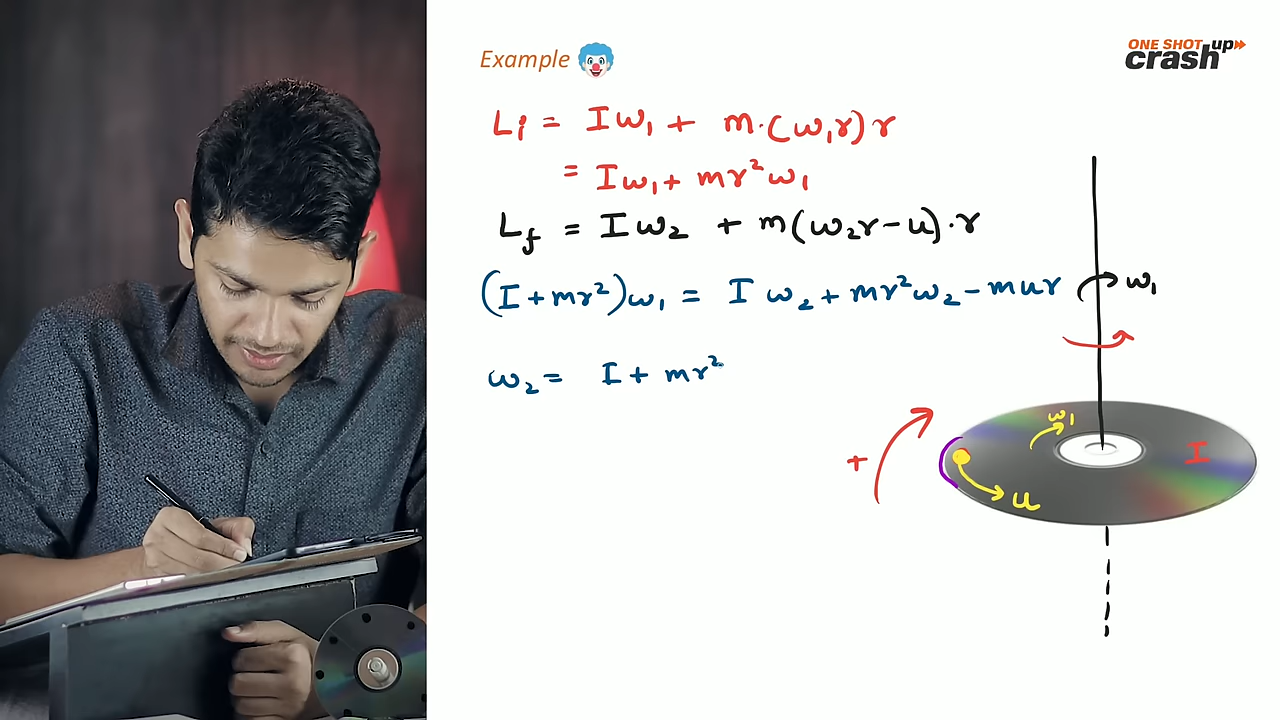 Example
ONE SHOT
crash up
Li = Iω₁ + m.(ω₁r) r
= Iω₁ + mr²ω₁
L_f = Iω₂ + m(ω₂r-u).r
(I+mr²)ω₁ = Iω₂+mr²ω₂-mur
ω₂= I+mr²
ω₁
ω₁
I
+
u